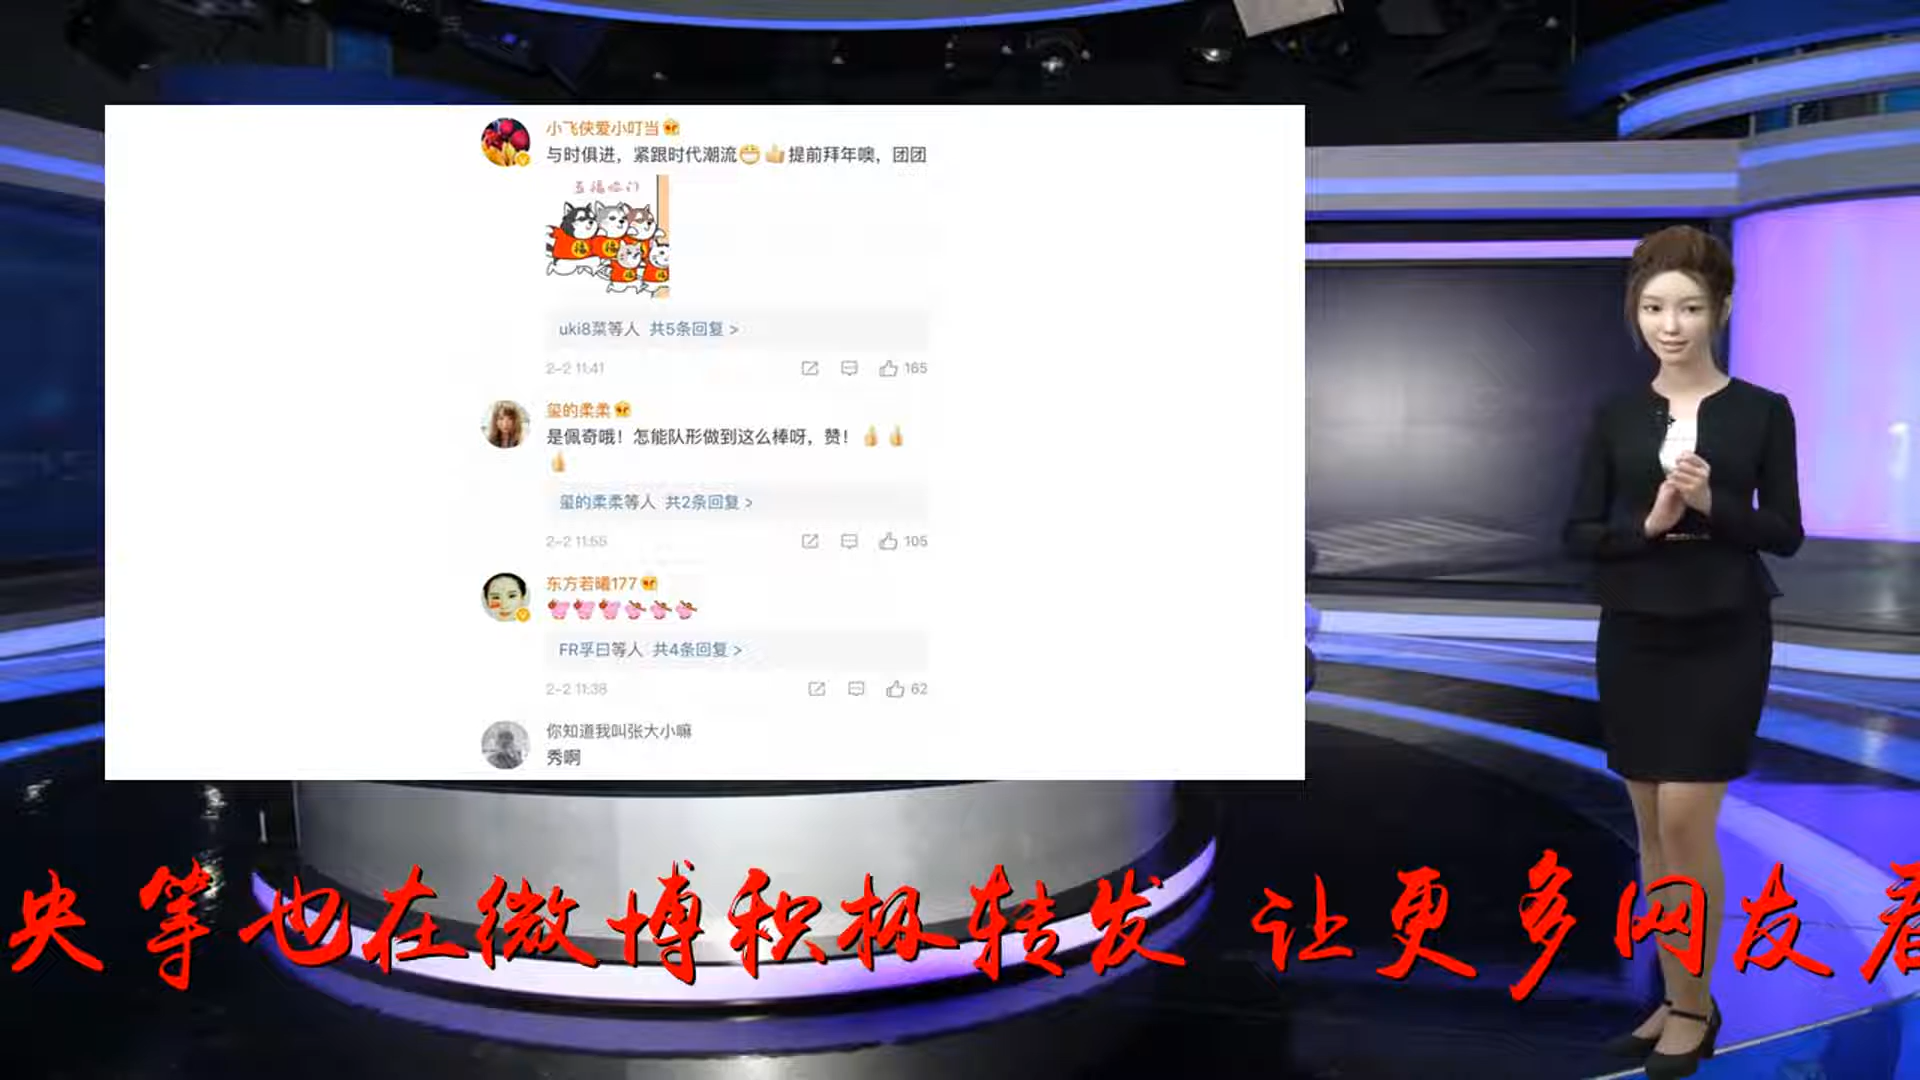 小飞侠爱小叮当
与时俱进，紧跟时代潮流 提前拜年噢，团团
五福临门
福 福
福 福
uki8菜等人 共5条回复 >
2-2 11:41 165
玺的柔柔
是佩奇哦！怎能队形做到这么棒呀，赞！
玺的柔柔等人 共2条回复 >
2-2 11:55 105
东方若曦177
FR孚曰等人 共4条回复 >
2-2 11:38 62
你知道我叫张大小嘛
秀啊
央等也在微博积极转发 让更多网友看